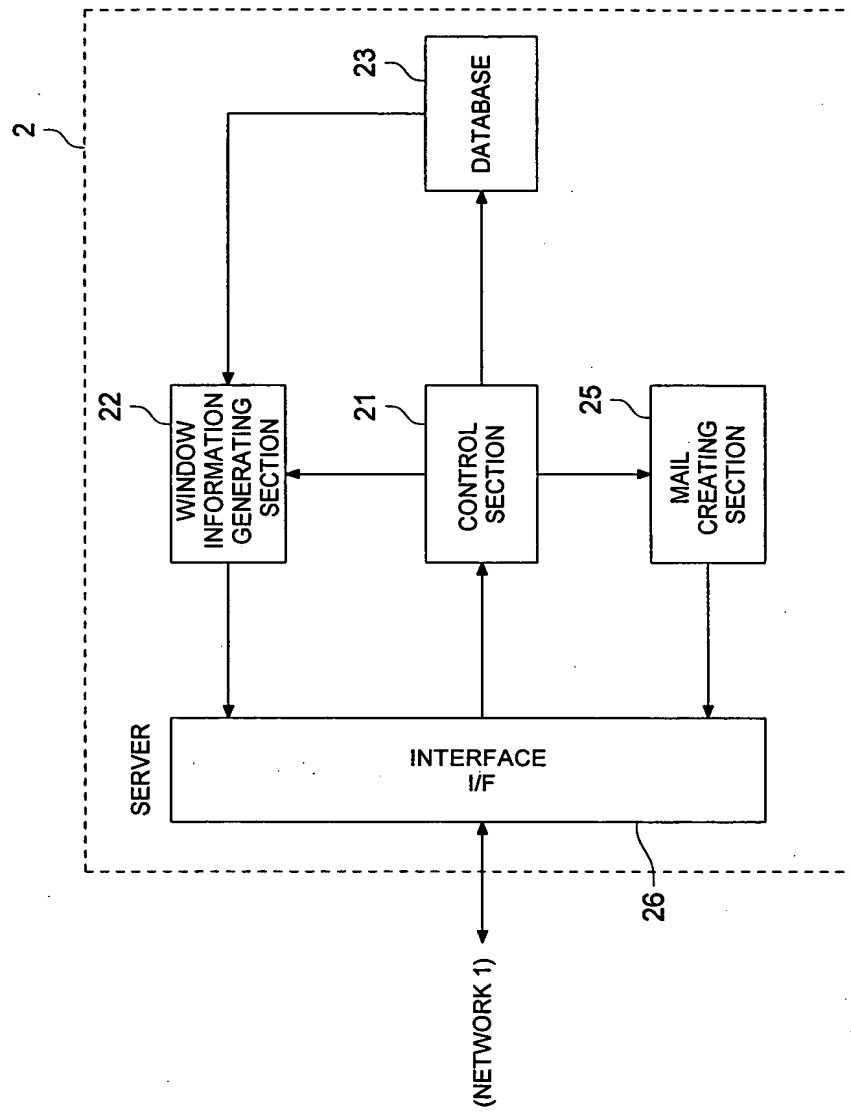 2
23
DATABASE
22
WINDOW
INFORMATION
GENERATING
SECTION
21
CONTROL
SECTION
25
MAIL
CREATING
SECTION
SERVER
INTERFACE
I/F
26
(NETWORK 1)